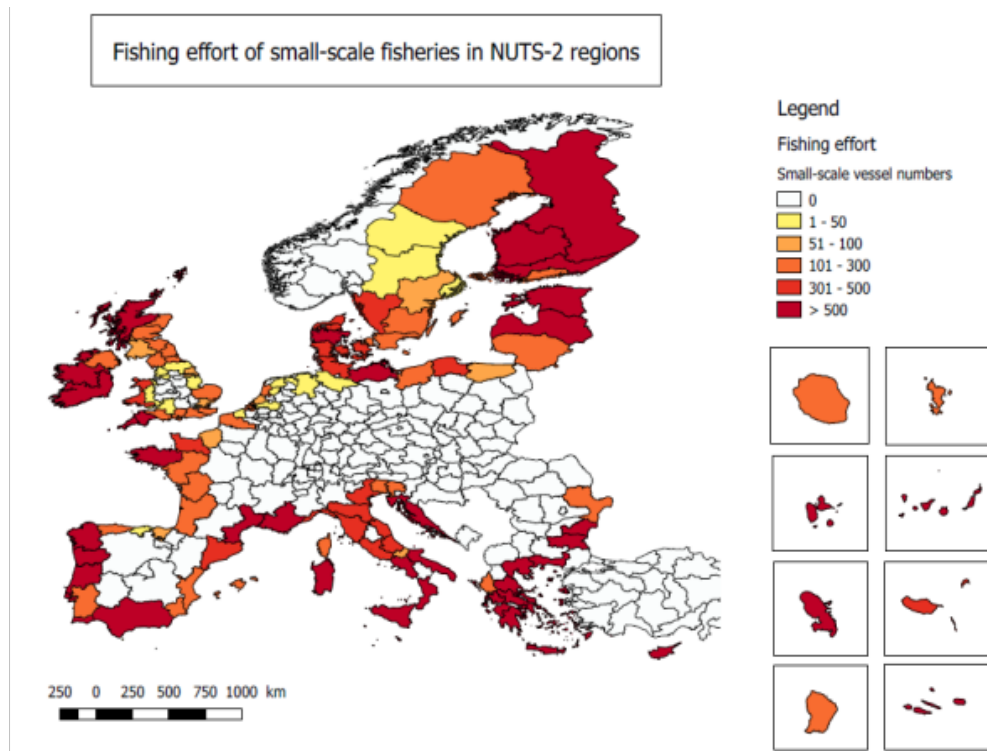 Fishing effort of small-scale fisheries in NUTS-2 regions
Legend
Fishing effort
Small-scale vessel numbers
0
1 - 50
51 - 100
101 - 300
301 - 500
> 500
250 0 250 500 750 1000 km